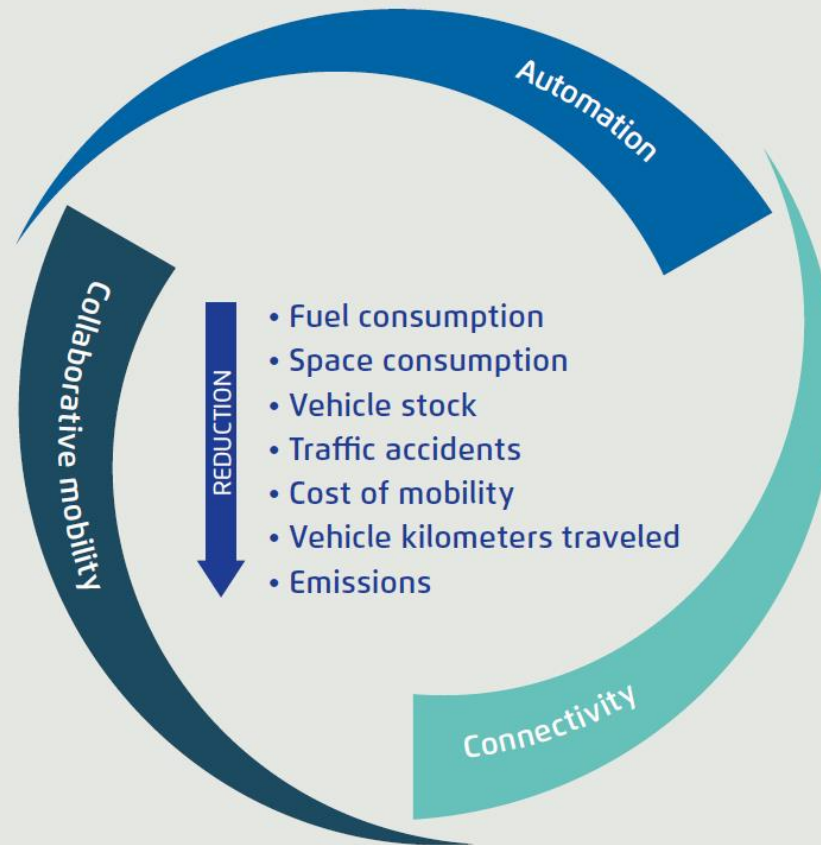 Automation
Collaborative mobility
REDUCTION
• Fuel consumption
• Space consumption
• Vehicle stock
• Traffic accidents
• Cost of mobility
• Vehicle kilometers traveled
• Emissions
Connectivity